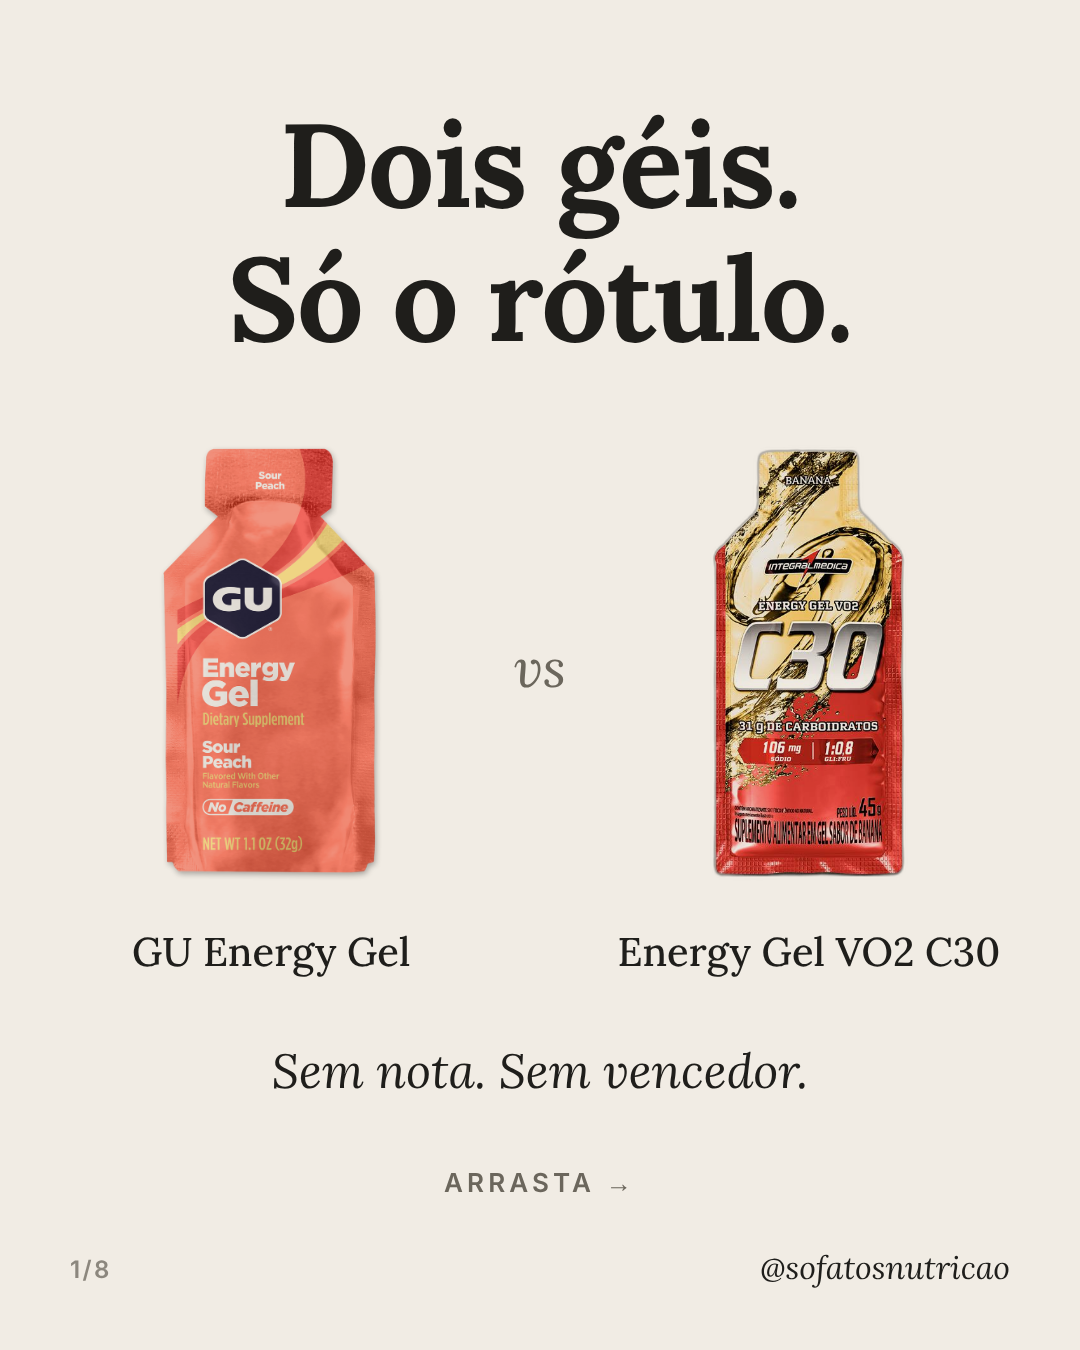 Dois géis.
Só o rótulo.
Sour
Peach
GU
Energy
Gel
Dietary Supplement
Sour
Peach
Flavored With Other
Natural Flavors
No Caffeine
NET WT 1.1 OZ (32g)
vs
BANANA
INTEGRALMEDICA
ENERGY GEL VO2
C30
31 g DE CARBOIDRATOS
106 mg 1:0,8
SÓDIO GLI:FRU
PESO LÍQ. 45g
SUPLEMENTO ALIMENTAR EM GEL SABOR DE BANANA
GU Energy Gel
Energy Gel VO2 C30
Sem nota. Sem vencedor.
ARRASTA →
1/8
@sofatosnutricao